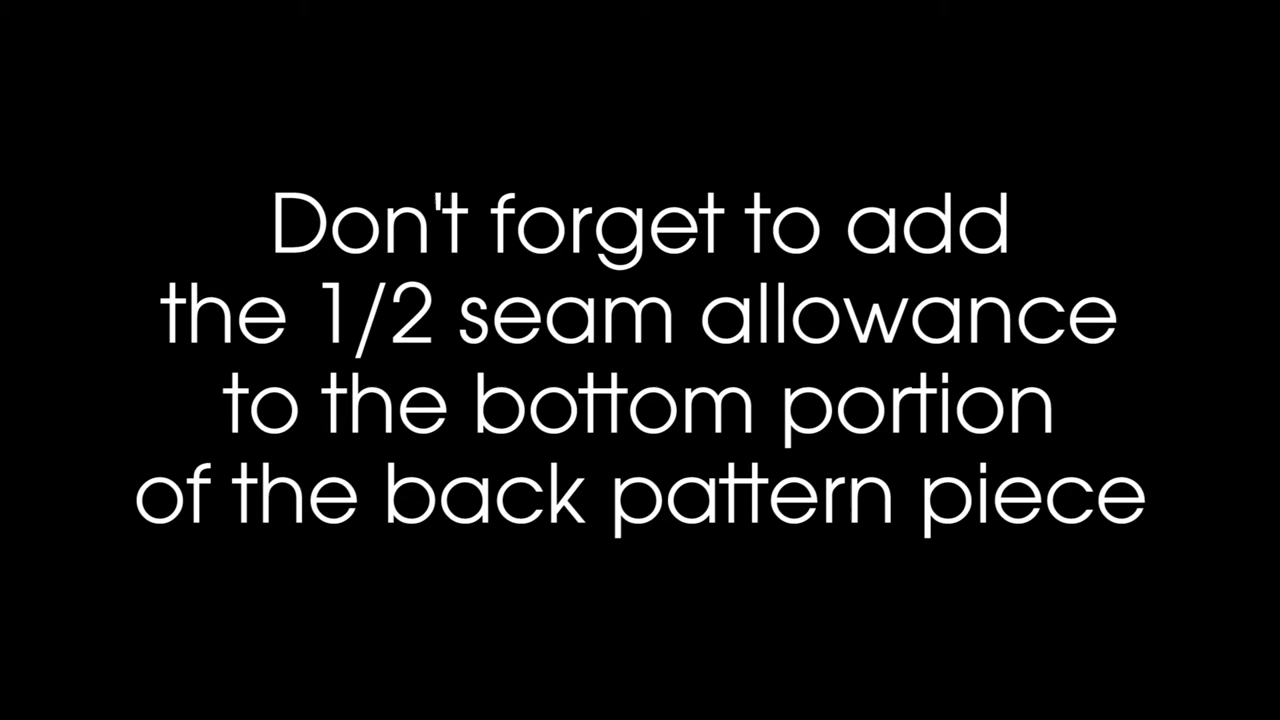 Don't forget to add
the 1/2 seam allowance
to the bottom portion
of the back pattern piece